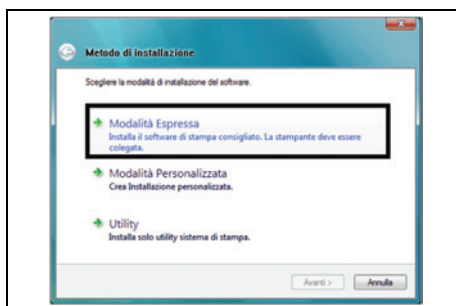 Metodo di installazione
Scegliere la modalità di installazione del software.
Modalità Espressa
Installa il software di stampa consigliato. La stampante deve essere
collegata.
Modalità Personalizzata
Crea Installazione personalizzata.
Utility
Installa solo utility sistema di stampa.
Avanti >
Annulla